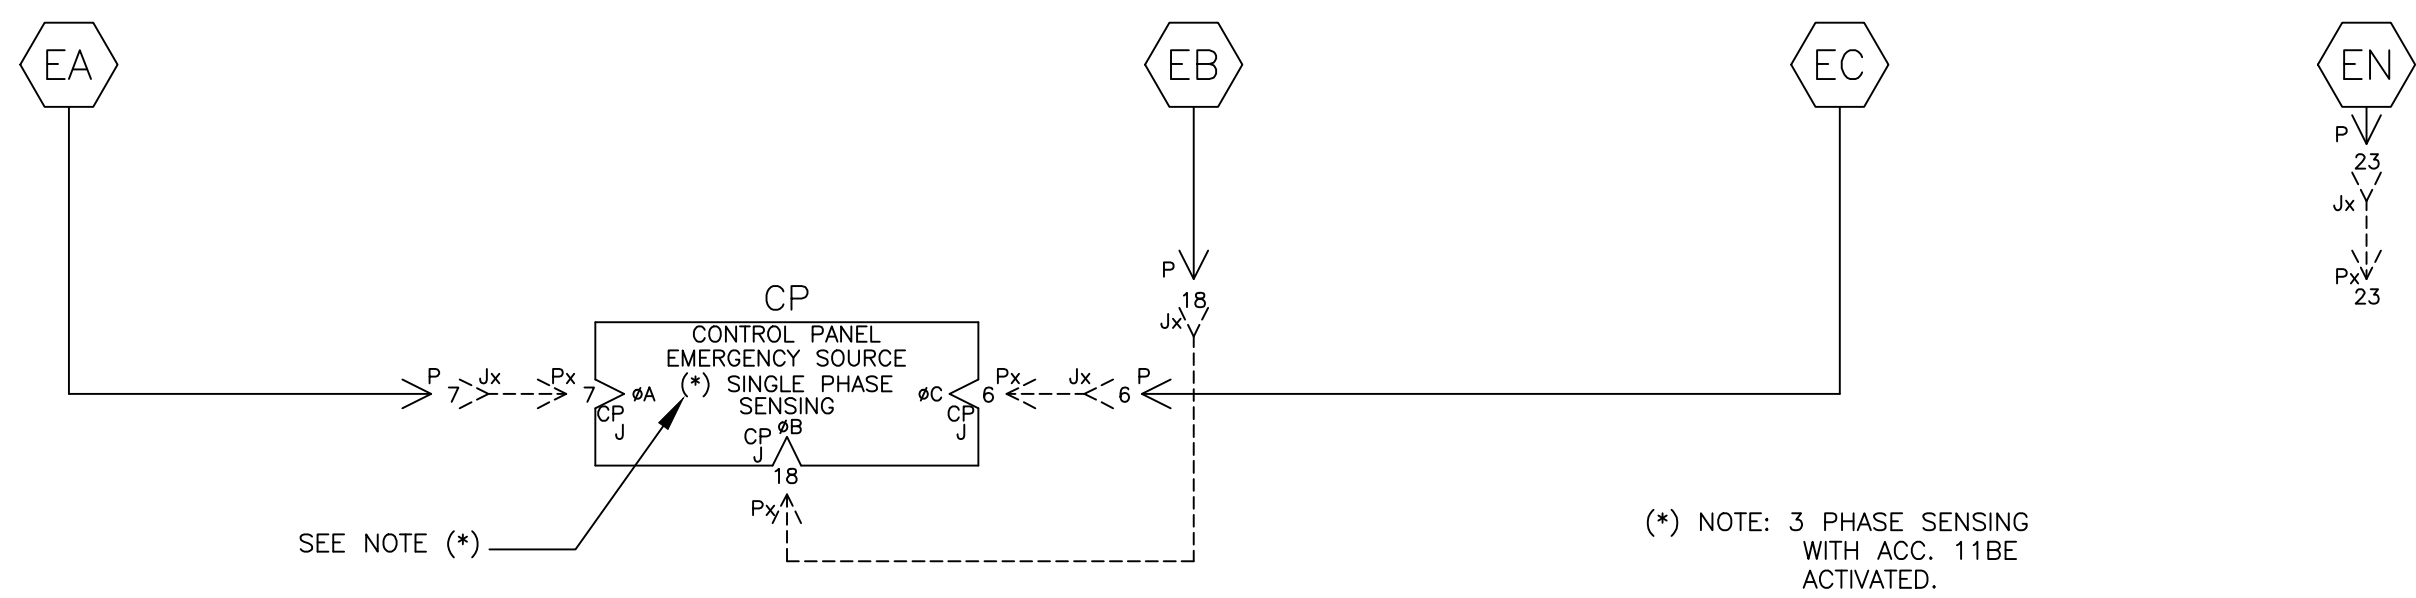 EA
EB
EC
EN
P
23
Jx
Px
23
P
18
Jx
CP
CONTROL PANEL
EMERGENCY SOURCE
(*) SINGLE PHASE
SENSING
P 7 Jx Px 7 øA
CP
J
øC 6 Px Jx 6 P
CP
J
øB
CP
J
18
Px
SEE NOTE (*)
(*) NOTE: 3 PHASE SENSING
WITH ACC. 11BE
ACTIVATED.